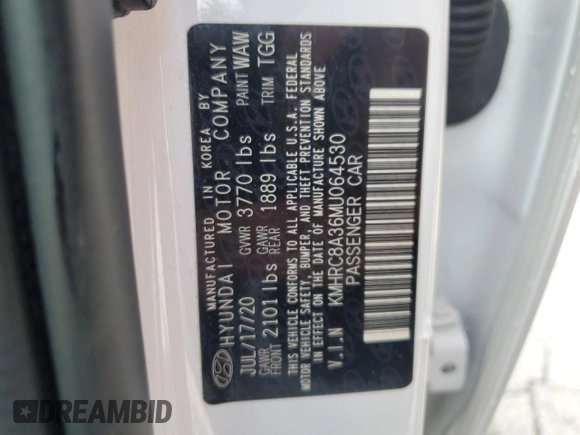 MANUFACTURED IN KOREA BY
HYUNDAI MOTOR COMPANY
JUL/17/20 GVWR 3770 lbs PAINT WAW
GAWR FRONT 2101 lbs GAWR REAR 1889 lbs TRIM TGG
THIS VEHICLE CONFORMS TO ALL APPLICABLE U.S.A. FEDERAL
MOTOR VEHICLE SAFETY, BUMPER, AND THEFT PREVENTION STANDARDS
IN EFFECT ON THE DATE OF MANUFACTURE SHOWN ABOVE
V.I.N KMHRC8A36MU064530
PASSENGER CAR
DREAMBID